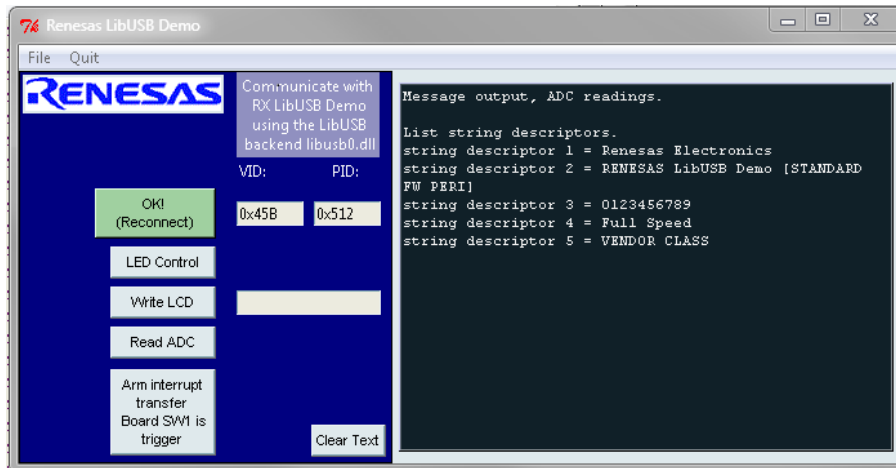 Renesas LibUSB Demo
File Quit
RENESAS
Communicate with
RX LibUSB Demo
using the LibUSB
backend libusb0.dll
VID: PID:
OK!
(Reconnect)
0x45B 0x512
LED Control
Write LCD
Read ADC
Arm interrupt
transfer
Board SW1 is
trigger
Clear Text
Message output, ADC readings.
List string descriptors.
string descriptor 1 = Renesas Electronics
string descriptor 2 = RENESAS LibUSB Demo [STANDARD
FW PERI]
string descriptor 3 = 0123456789
string descriptor 4 = Full Speed
string descriptor 5 = VENDOR CLASS